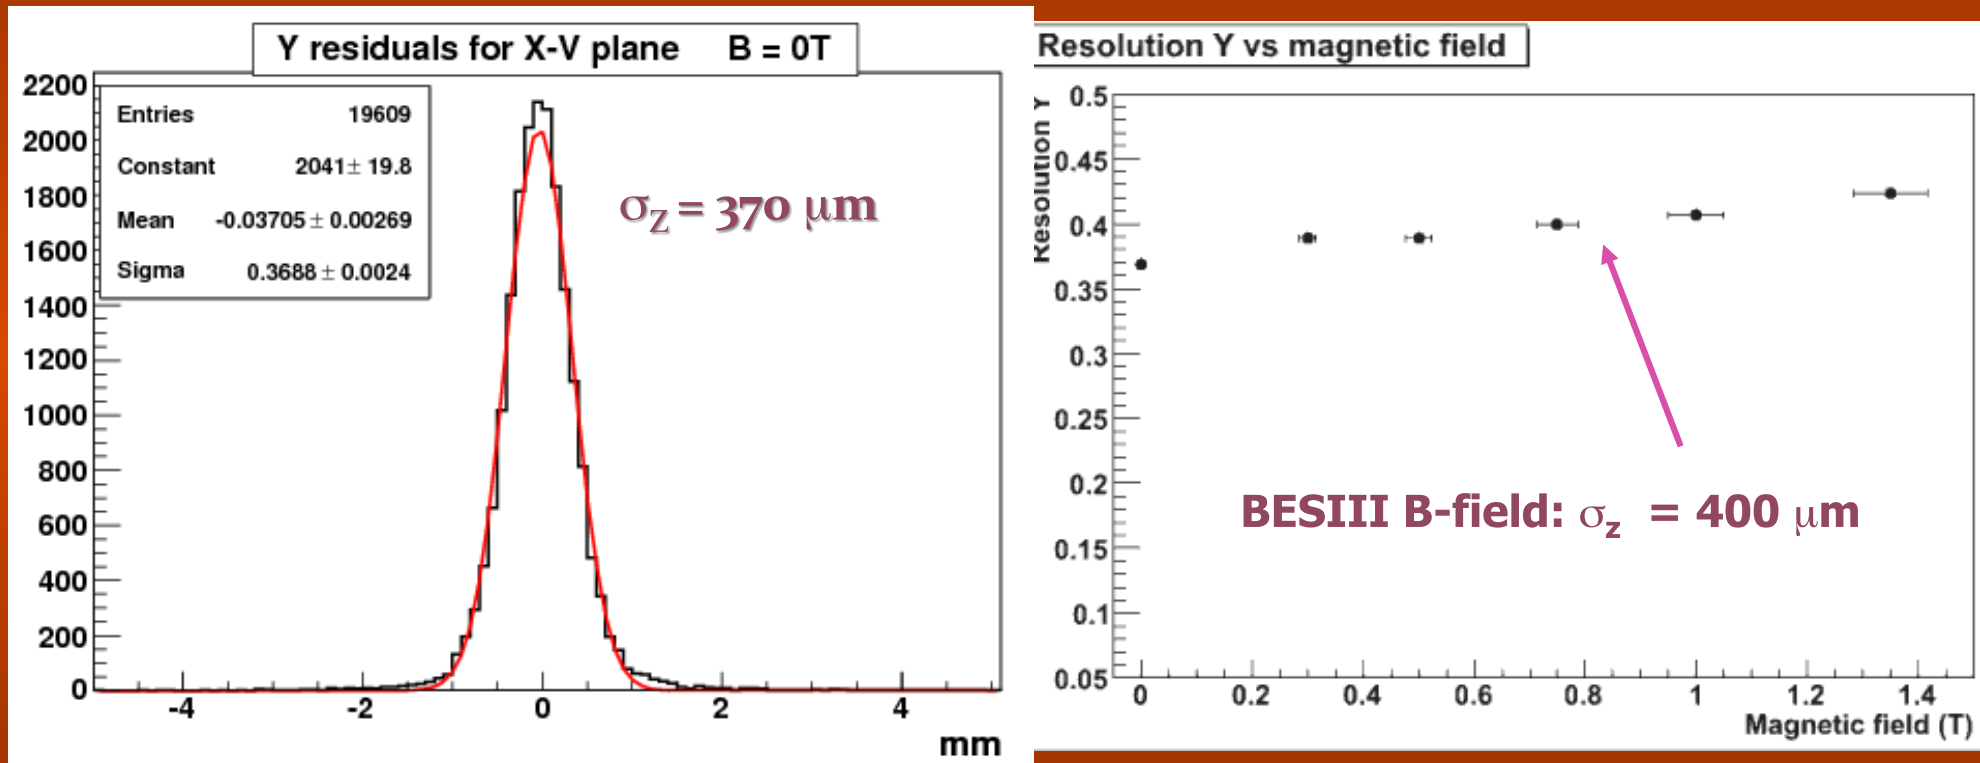 Y residuals for X-V plane B = 0T
Entries 19609
Constant 2041± 19.8
Mean -0.03705 ± 0.00269
Sigma 0.3688 ± 0.0024
σZ = 370 μm
2200
2000
1800
1600
1400
1200
1000
800
600
400
200
0
-4 -2 0 2 4
mm
Resolution Y vs magnetic field
Resolution Y
0.5
0.45
0.4
0.35
0.3
0.25
0.2
0.15
0.1
0.05
BESIII B-field: σz = 400 μm
0 0.2 0.4 0.6 0.8 1 1.2 1.4
Magnetic field (T)